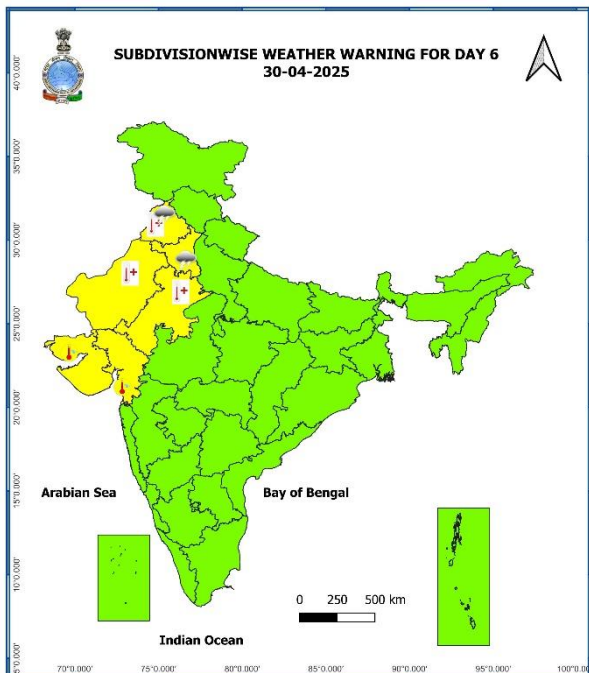 SUBDIVISIONWISE WEATHER WARNING FOR DAY 6
30-04-2025
40°0.000'
35°0.000'
30°0.000'
25°0.000'
20°0.000'
15°0.000'
10°0.000'
5°0.000'
Arabian Sea
Bay of Bengal
0 250 500 km
Indian Ocean
70°0.000' 75°0.000' 80°0.000' 85°0.000' 90°0.000' 95°0.000'